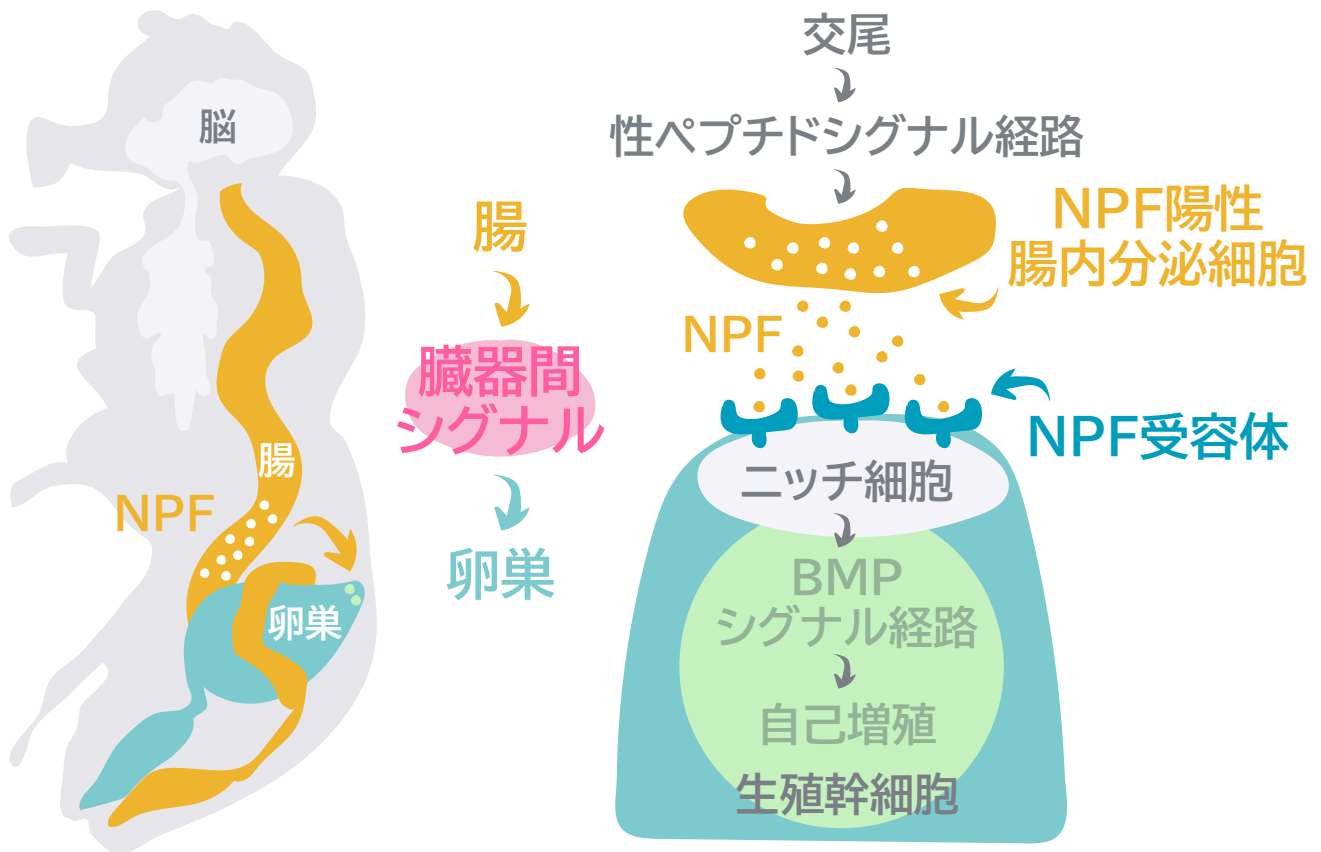 脳
腸
NPF
卵巣
腸
臓器間
シグナル
卵巣
交尾
性ペプチドシグナル経路
NPF陽性
腸内分泌細胞
NPF
NPF受容体
ニッチ細胞
BMP
シグナル経路
自己増殖
生殖幹細胞